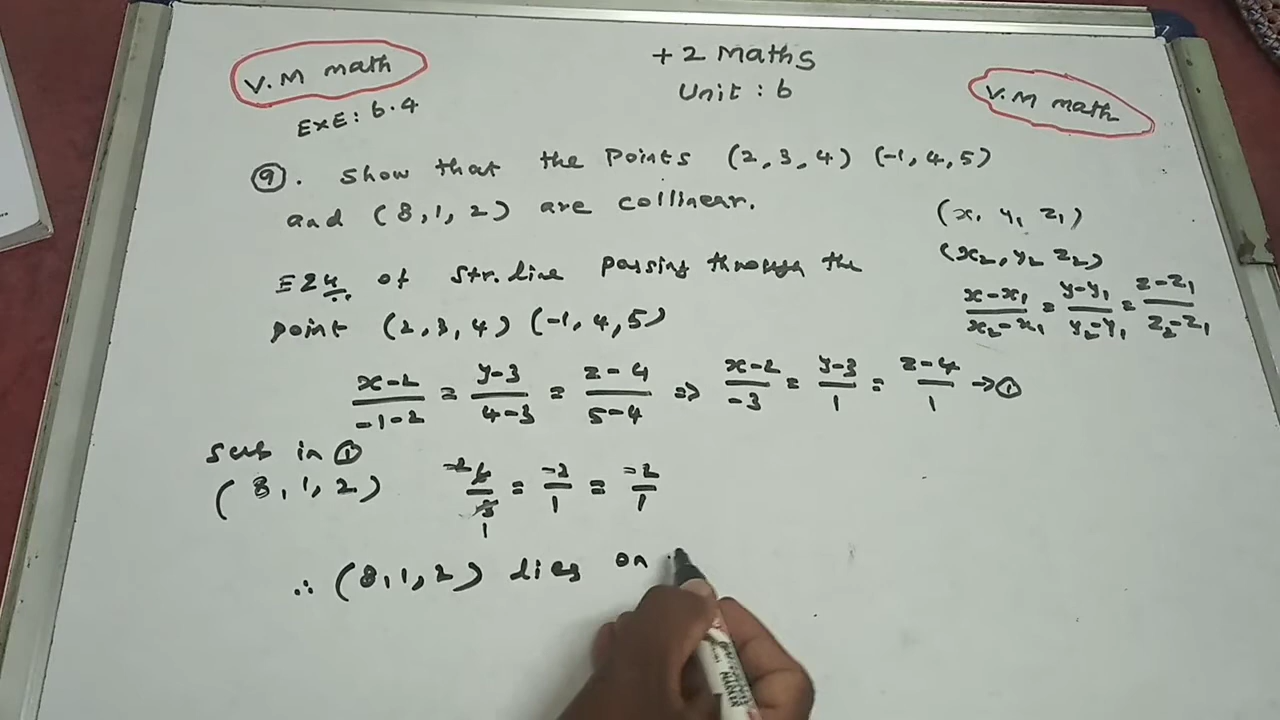 V.M math
+2 Maths
Unit : 6
V.M math
EXE: 6.4
9. Show that the points (2,3,4) (-1,4,5)
and (8,1,2) are collinear.
(x1 y1 z1)
(x2, y2 z2)
x-x1/x2-x1 = y-y1/y2-y1 = z-z1/z2-z1
Eqn of str.line passing through the
point (2,3,4) (-1,4,5)
x-2/-1-2 = y-3/4-3 = z-4/5-4 => x-2/-3 = y-3/1 = z-4/1 → ①
Sub in ①
(8,1,2) -2 6/-3 1 = -2/1 = -2/1
∴ (8,1,2) lies on